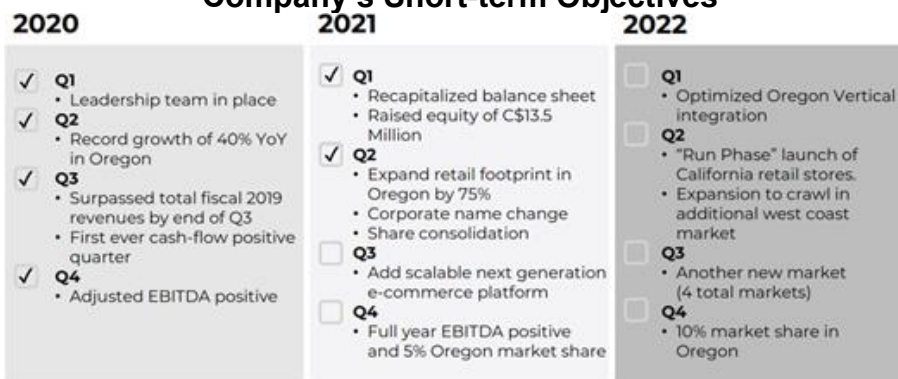 Company's Short-term Objectives
2020
Q1
• Leadership team in place
Q2
• Record growth of 40% YoY
in Oregon
Q3
• Surpassed total fiscal 2019
revenues by end of Q3
• First ever cash-flow positive
quarter
Q4
• Adjusted EBITDA positive
2021
Q1
• Recapitalized balance sheet
• Raised equity of C$13.5
Million
Q2
• Expand retail footprint in
Oregon by 75%
• Corporate name change
• Share consolidation
Q3
• Add scalable next generation
e-commerce platform
Q4
• Full year EBITDA positive
and 5% Oregon market share
2022
Q1
• Optimized Oregon Vertical
integration
Q2
• "Run Phase" launch of
California retail stores.
• Expansion to crawl in
additional west coast
market
Q3
• Another new market
(4 total markets)
Q4
• 10% market share in
Oregon